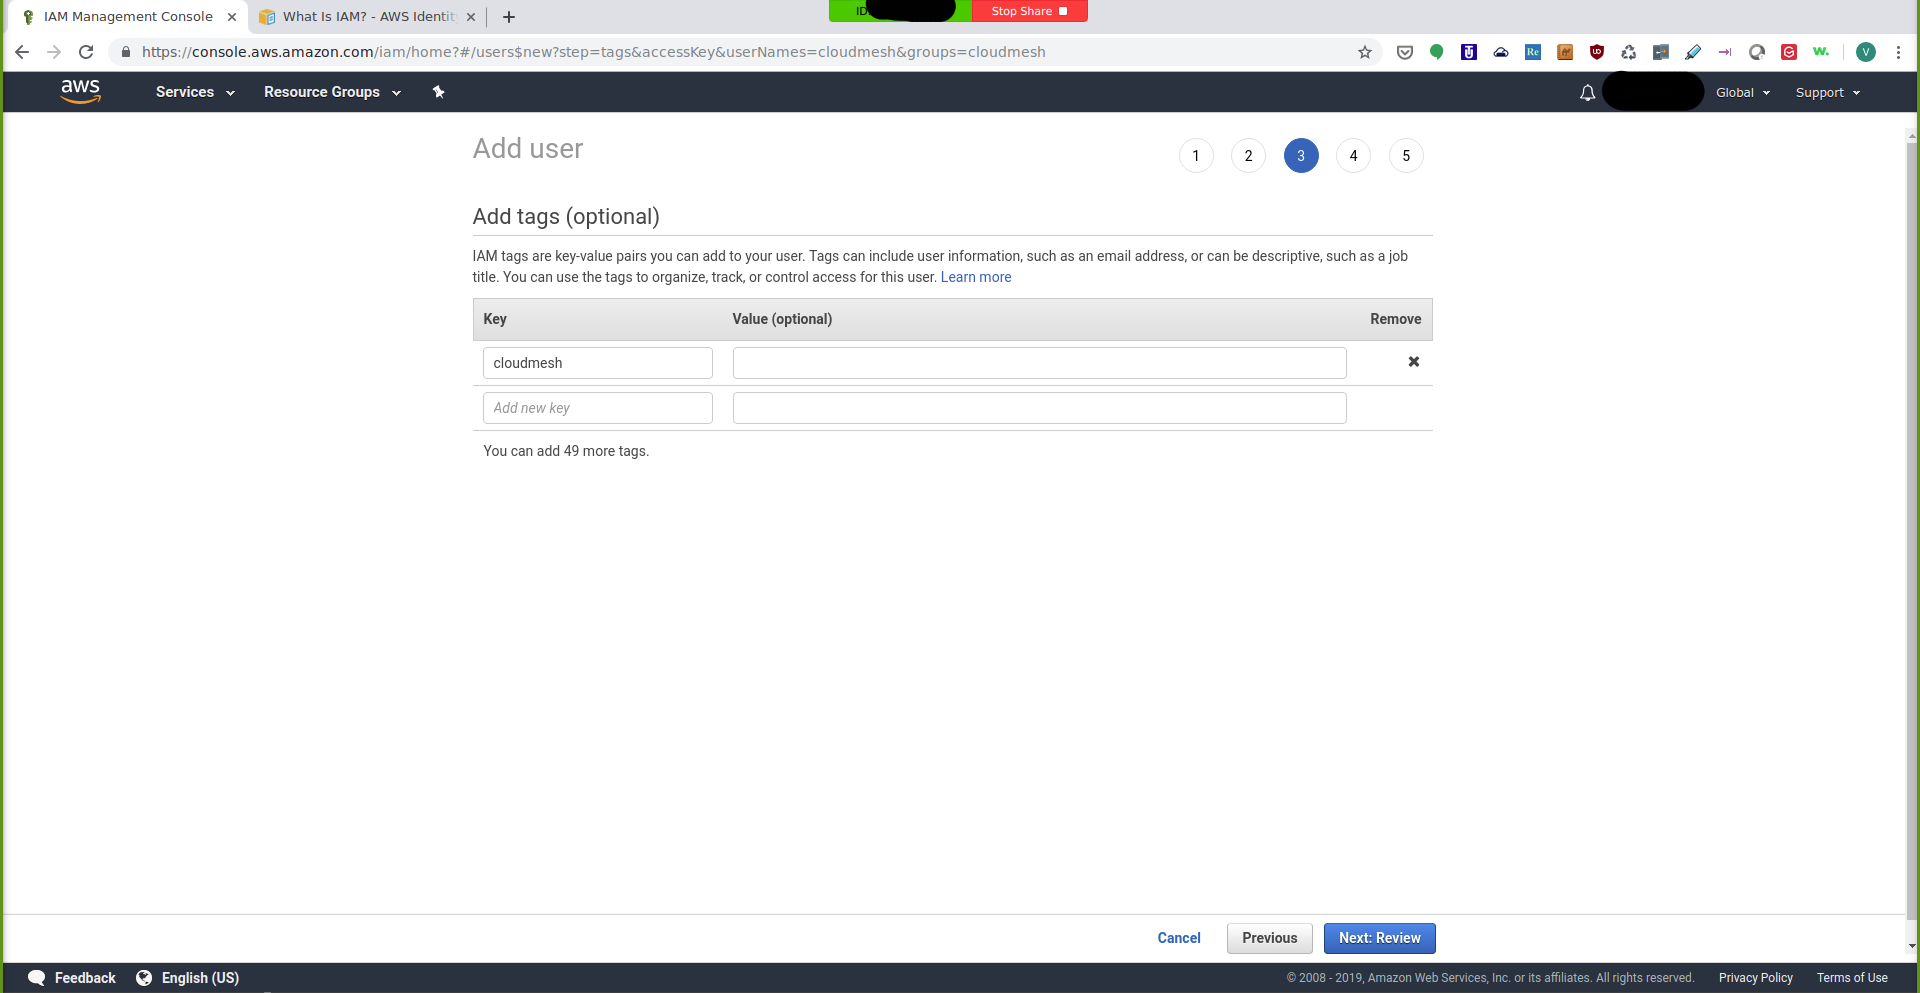 IAM Management Console
What Is IAM? - AWS Identit
ID
Stop Share
https://console.aws.amazon.com/iam/home?#/users$new?step=tags&accessKey&userNames=cloudmesh&groups=cloudmesh
Re
V
aws
Services
Resource Groups
Global
Support
Add user
1 2 3 4 5
Add tags (optional)
IAM tags are key-value pairs you can add to your user. Tags can include user information, such as an email address, or can be descriptive, such as a job
title. You can use the tags to organize, track, or control access for this user. Learn more
Key Value (optional) Remove
cloudmesh
Add new key
You can add 49 more tags.
Cancel Previous Next: Review
Feedback English (US)
© 2008 - 2019, Amazon Web Services, Inc. or its affiliates. All rights reserved. Privacy Policy Terms of Use